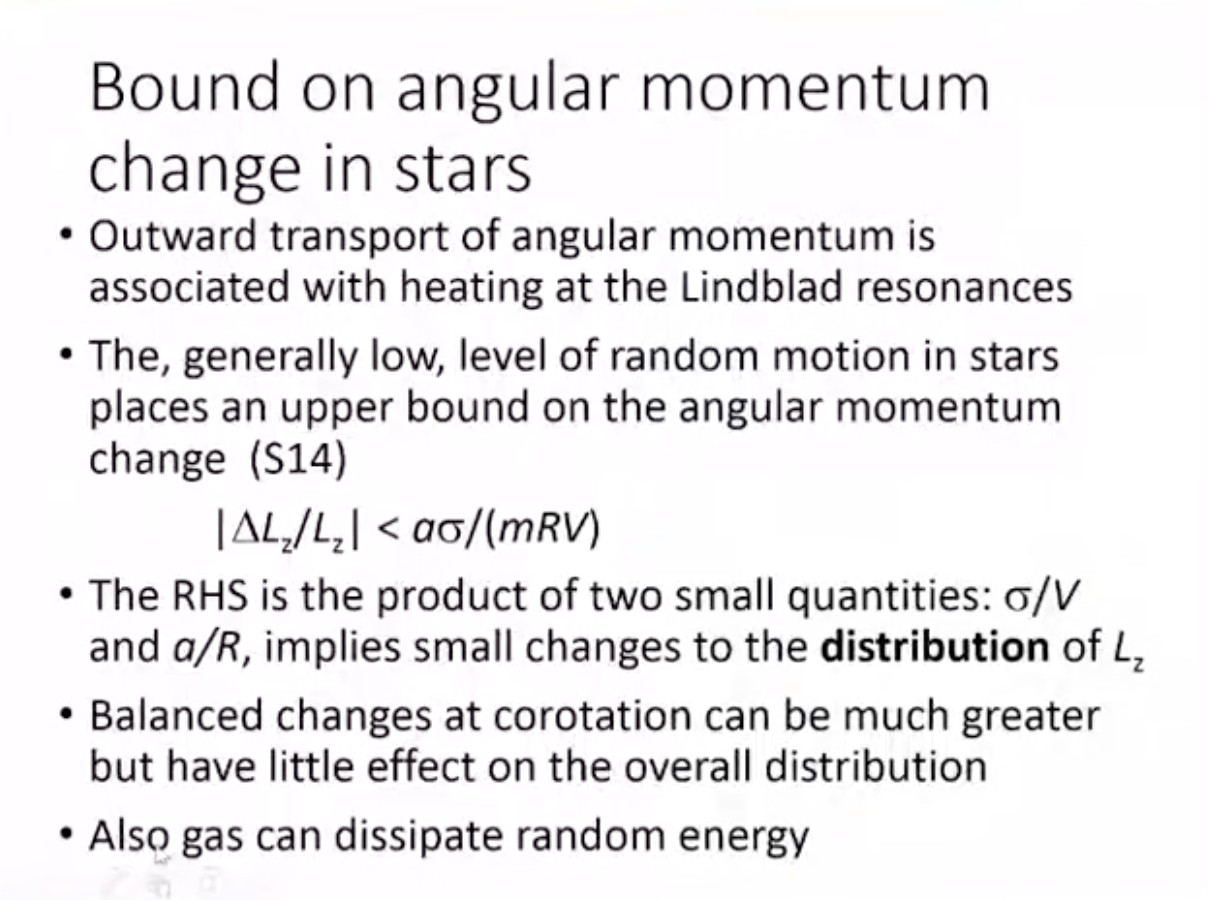 Bound on angular momentum
change in stars
• Outward transport of angular momentum is
associated with heating at the Lindblad resonances
• The, generally low, level of random motion in stars
places an upper bound on the angular momentum
change (S14)
|ΔL_z/L_z| < aσ/(mRV)
• The RHS is the product of two small quantities: σ/V
and a/R, implies small changes to the distribution of L_z
• Balanced changes at corotation can be much greater
but have little effect on the overall distribution
• Also gas can dissipate random energy